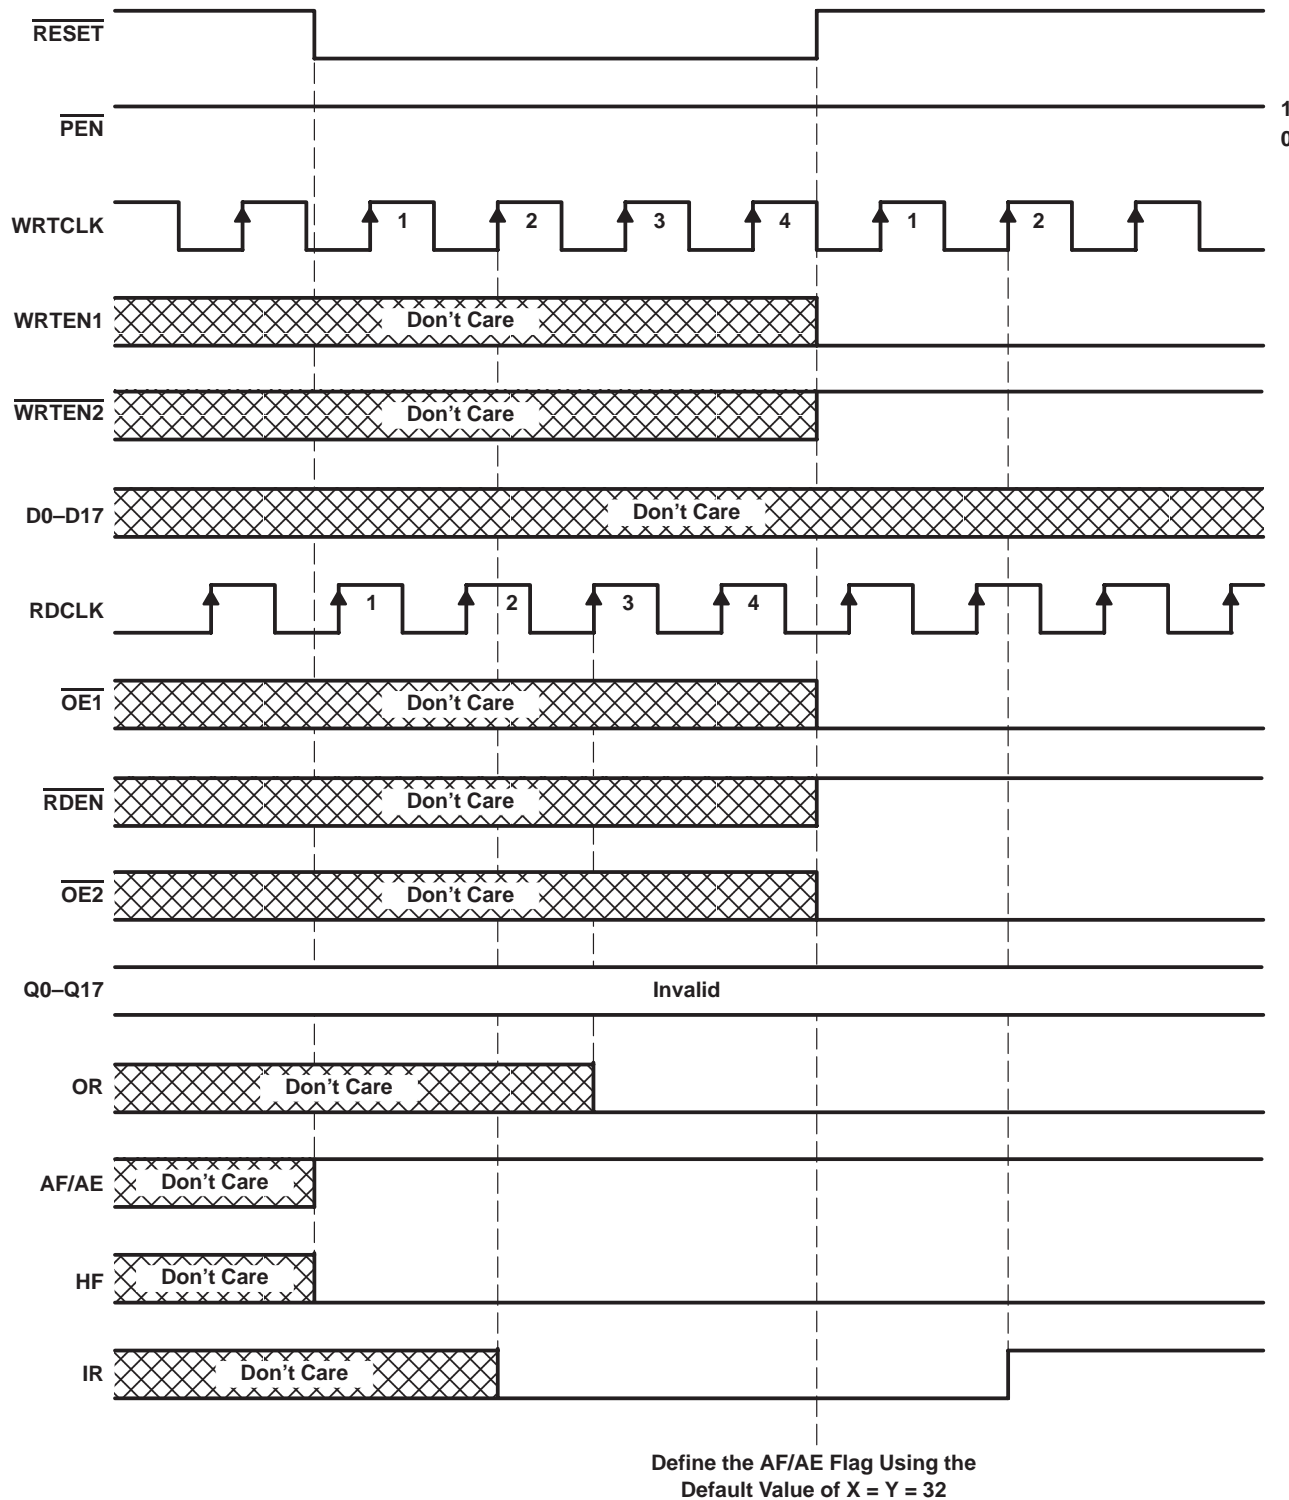 RESET
PEN
1
0
WRTCLK
1 2 3 4 1 2
WRTEN1
Don't Care
WRTEN2
Don't Care
D0–D17
Don't Care
RDCLK
1 2 3 4
OE1
Don't Care
RDEN
Don't Care
OE2
Don't Care
Q0–Q17
Invalid
OR
Don't Care
AF/AE
Don't Care
HF
Don't Care
IR
Don't Care
Define the AF/AE Flag Using the
Default Value of X = Y = 32